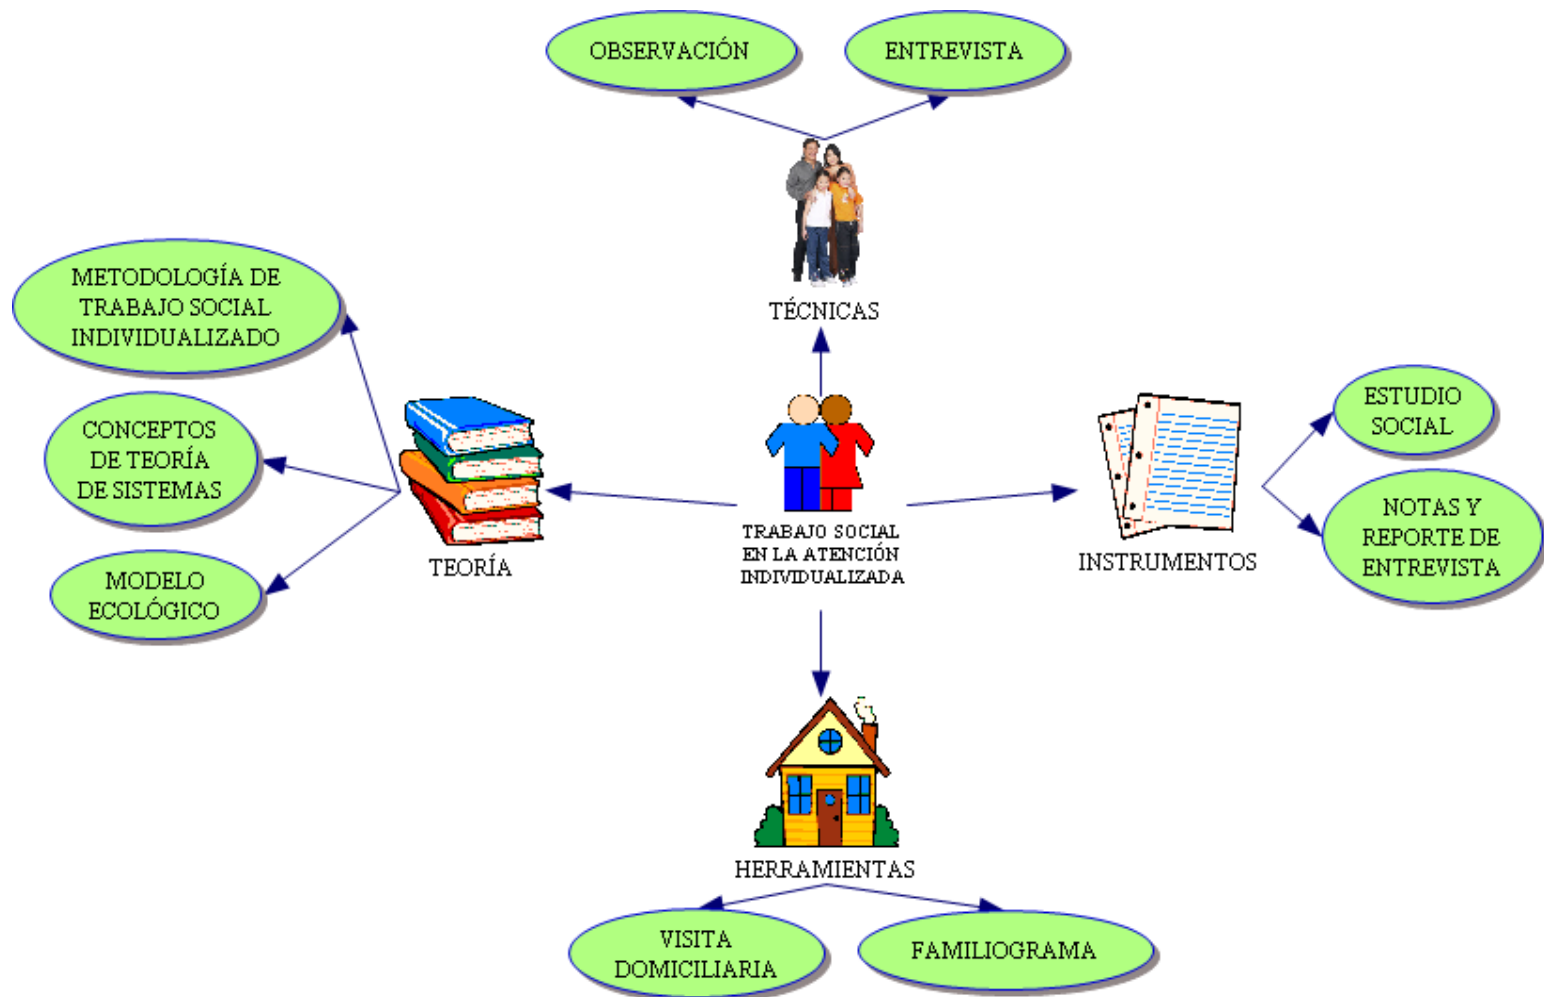 OBSERVACIÓN
ENTREVISTA
TÉCNICAS
METODOLOGÍA DE
TRABAJO SOCIAL
INDIVIDUALIZADO
CONCEPTOS
DE TEORÍA
DE SISTEMAS
MODELO
ECOLÓGICO
TEORÍA
TRABAJO SOCIAL
EN LA ATENCIÓN
INDIVIDUALIZADA
INSTRUMENTOS
ESTUDIO
SOCIAL
NOTAS Y
REPORTE DE
ENTREVISTA
HERRAMIENTAS
VISITA
DOMICILIARIA
FAMILIOGRAMA